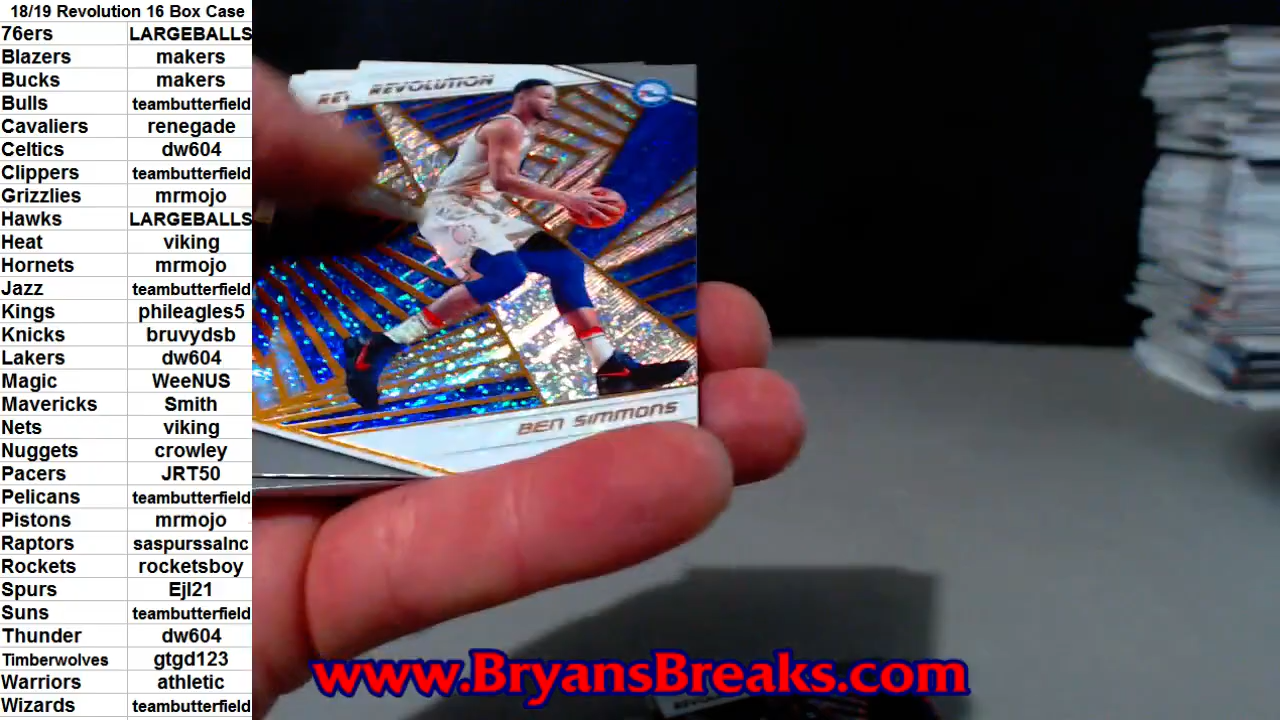 18/19 Revolution 16 Box Case
76ers LARGEBALLS
Blazers makers
Bucks makers
Bulls teambutterfield
Cavaliers renegade
Celtics dw604
Clippers teambutterfield
Grizzlies mrmojo
Hawks LARGEBALLS
Heat viking
Hornets mrmojo
Jazz teambutterfield
Kings phileagles5
Knicks bruvydsb
Lakers dw604
Magic WeeNUS
Mavericks Smith
Nets viking
Nuggets crowley
Pacers JRT50
Pelicans teambutterfield
Pistons mrmojo
Raptors saspurssaInc
Rockets rocketsboy
Spurs Ejl21
Suns teambutterfield
Thunder dw604
Timberwolves gtgd123
Warriors athletic
Wizards teambutterfield
REVOLUTION
BEN SIMMONS
www.BryansBreaks.com